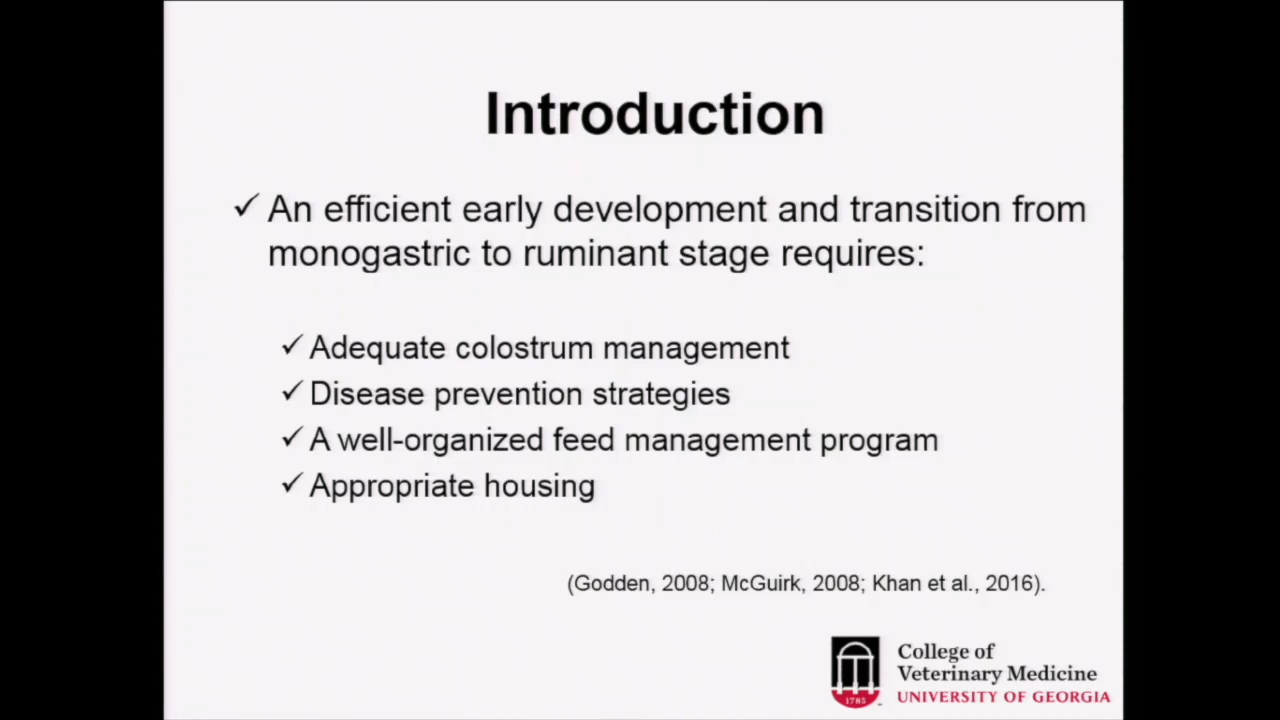 Introduction
✓ An efficient early development and transition from
monogastric to ruminant stage requires:
✓ Adequate colostrum management
✓ Disease prevention strategies
✓ A well-organized feed management program
✓ Appropriate housing
(Godden, 2008; McGuirk, 2008; Khan et al., 2016).
College of
Veterinary Medicine
UNIVERSITY OF GEORGIA
1785